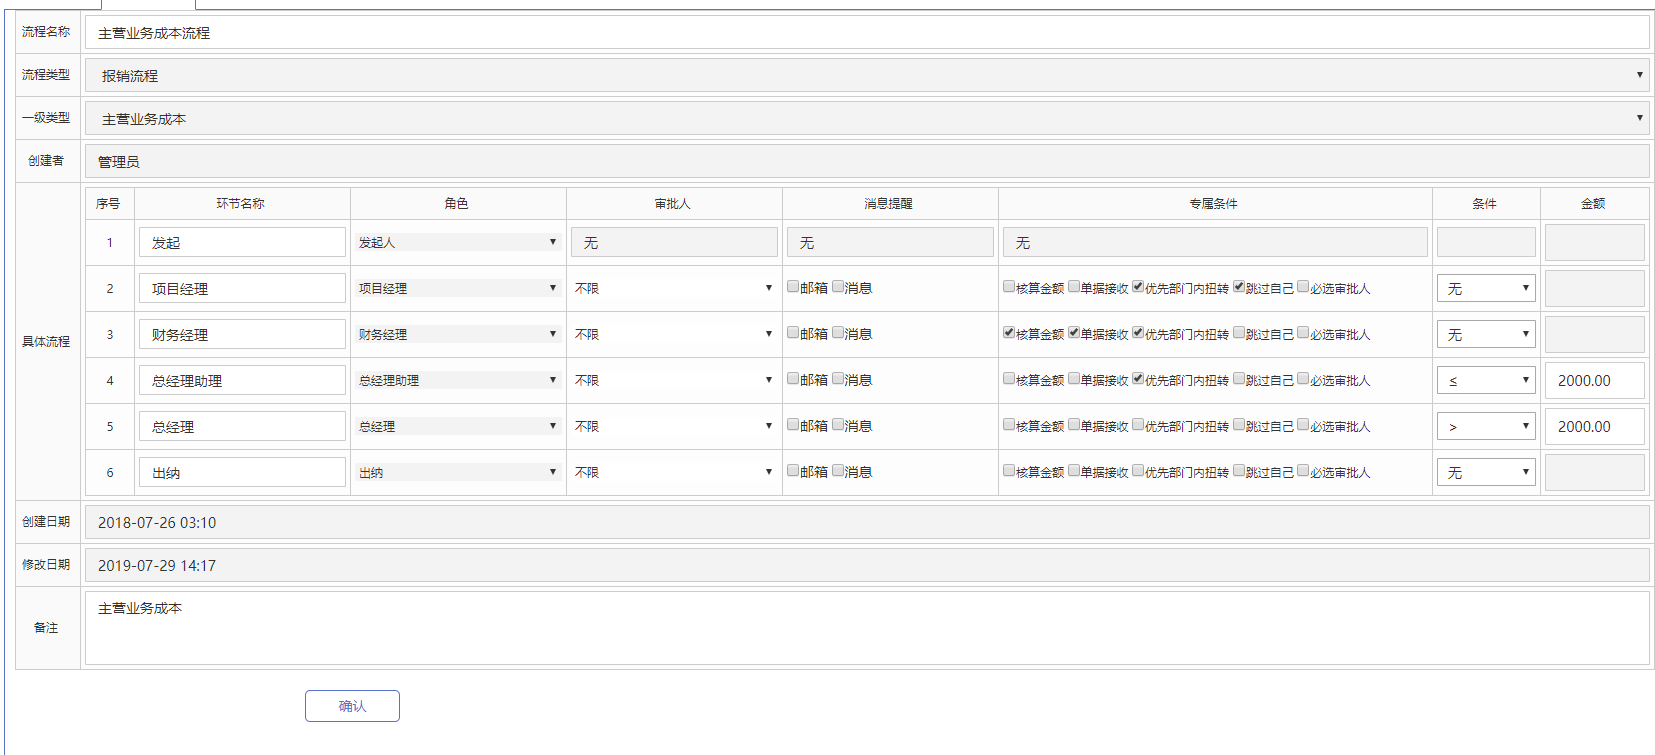 流程名称 主营业务成本流程
流程类型 报销流程
一级类型 主营业务成本
创建者 管理员
具体流程
序号 环节名称 角色 审批人 消息提醒 专属条件 条件 金额
1 发起 发起人 无 无 无
2 项目经理 项目经理 不限 邮箱 消息 核算金额 单据接收 优先部门内扭转 跳过自己 必选审批人 无
3 财务经理 财务经理 不限 邮箱 消息 核算金额 单据接收 优先部门内扭转 跳过自己 必选审批人 无
4 总经理助理 总经理助理 不限 邮箱 消息 核算金额 单据接收 优先部门内扭转 跳过自己 必选审批人 ≤ 2000.00
5 总经理 总经理 不限 邮箱 消息 核算金额 单据接收 优先部门内扭转 跳过自己 必选审批人 > 2000.00
6 出纳 出纳 不限 邮箱 消息 核算金额 单据接收 优先部门内扭转 跳过自己 必选审批人 无
创建日期 2018-07-26 03:10
修改日期 2019-07-29 14:17
备注 主营业务成本
确认